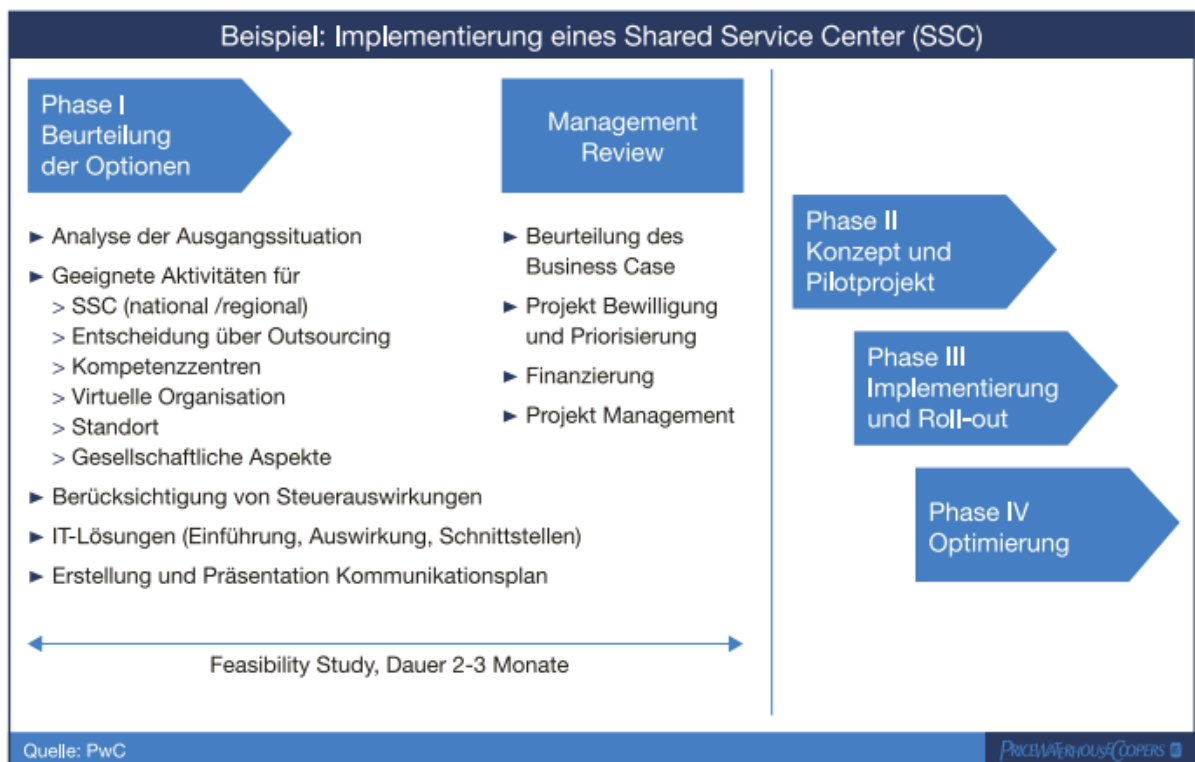 Beispiel: Implementierung eines Shared Service Center (SSC)
Phase I
Beurteilung
der Optionen
► Analyse der Ausgangssituation
► Geeignete Aktivitäten für
> SSC (national /regional)
> Entscheidung über Outsourcing
> Kompetenzzentren
> Virtuelle Organisation
> Standort
> Gesellschaftliche Aspekte
► Berücksichtigung von Steuerauswirkungen
► IT-Lösungen (Einführung, Auswirkung, Schnittstellen)
► Erstellung und Präsentation Kommunikationsplan
Management
Review
► Beurteilung des
Business Case
► Projekt Bewilligung
und Priorisierung
► Finanzierung
► Projekt Management
Feasibility Study, Dauer 2-3 Monate
Phase II
Konzept und
Pilotprojekt
Phase III
Implementierung
und Roll-out
Phase IV
Optimierung
Quelle: PwC
PRICEWATERHOUSECOOPERS